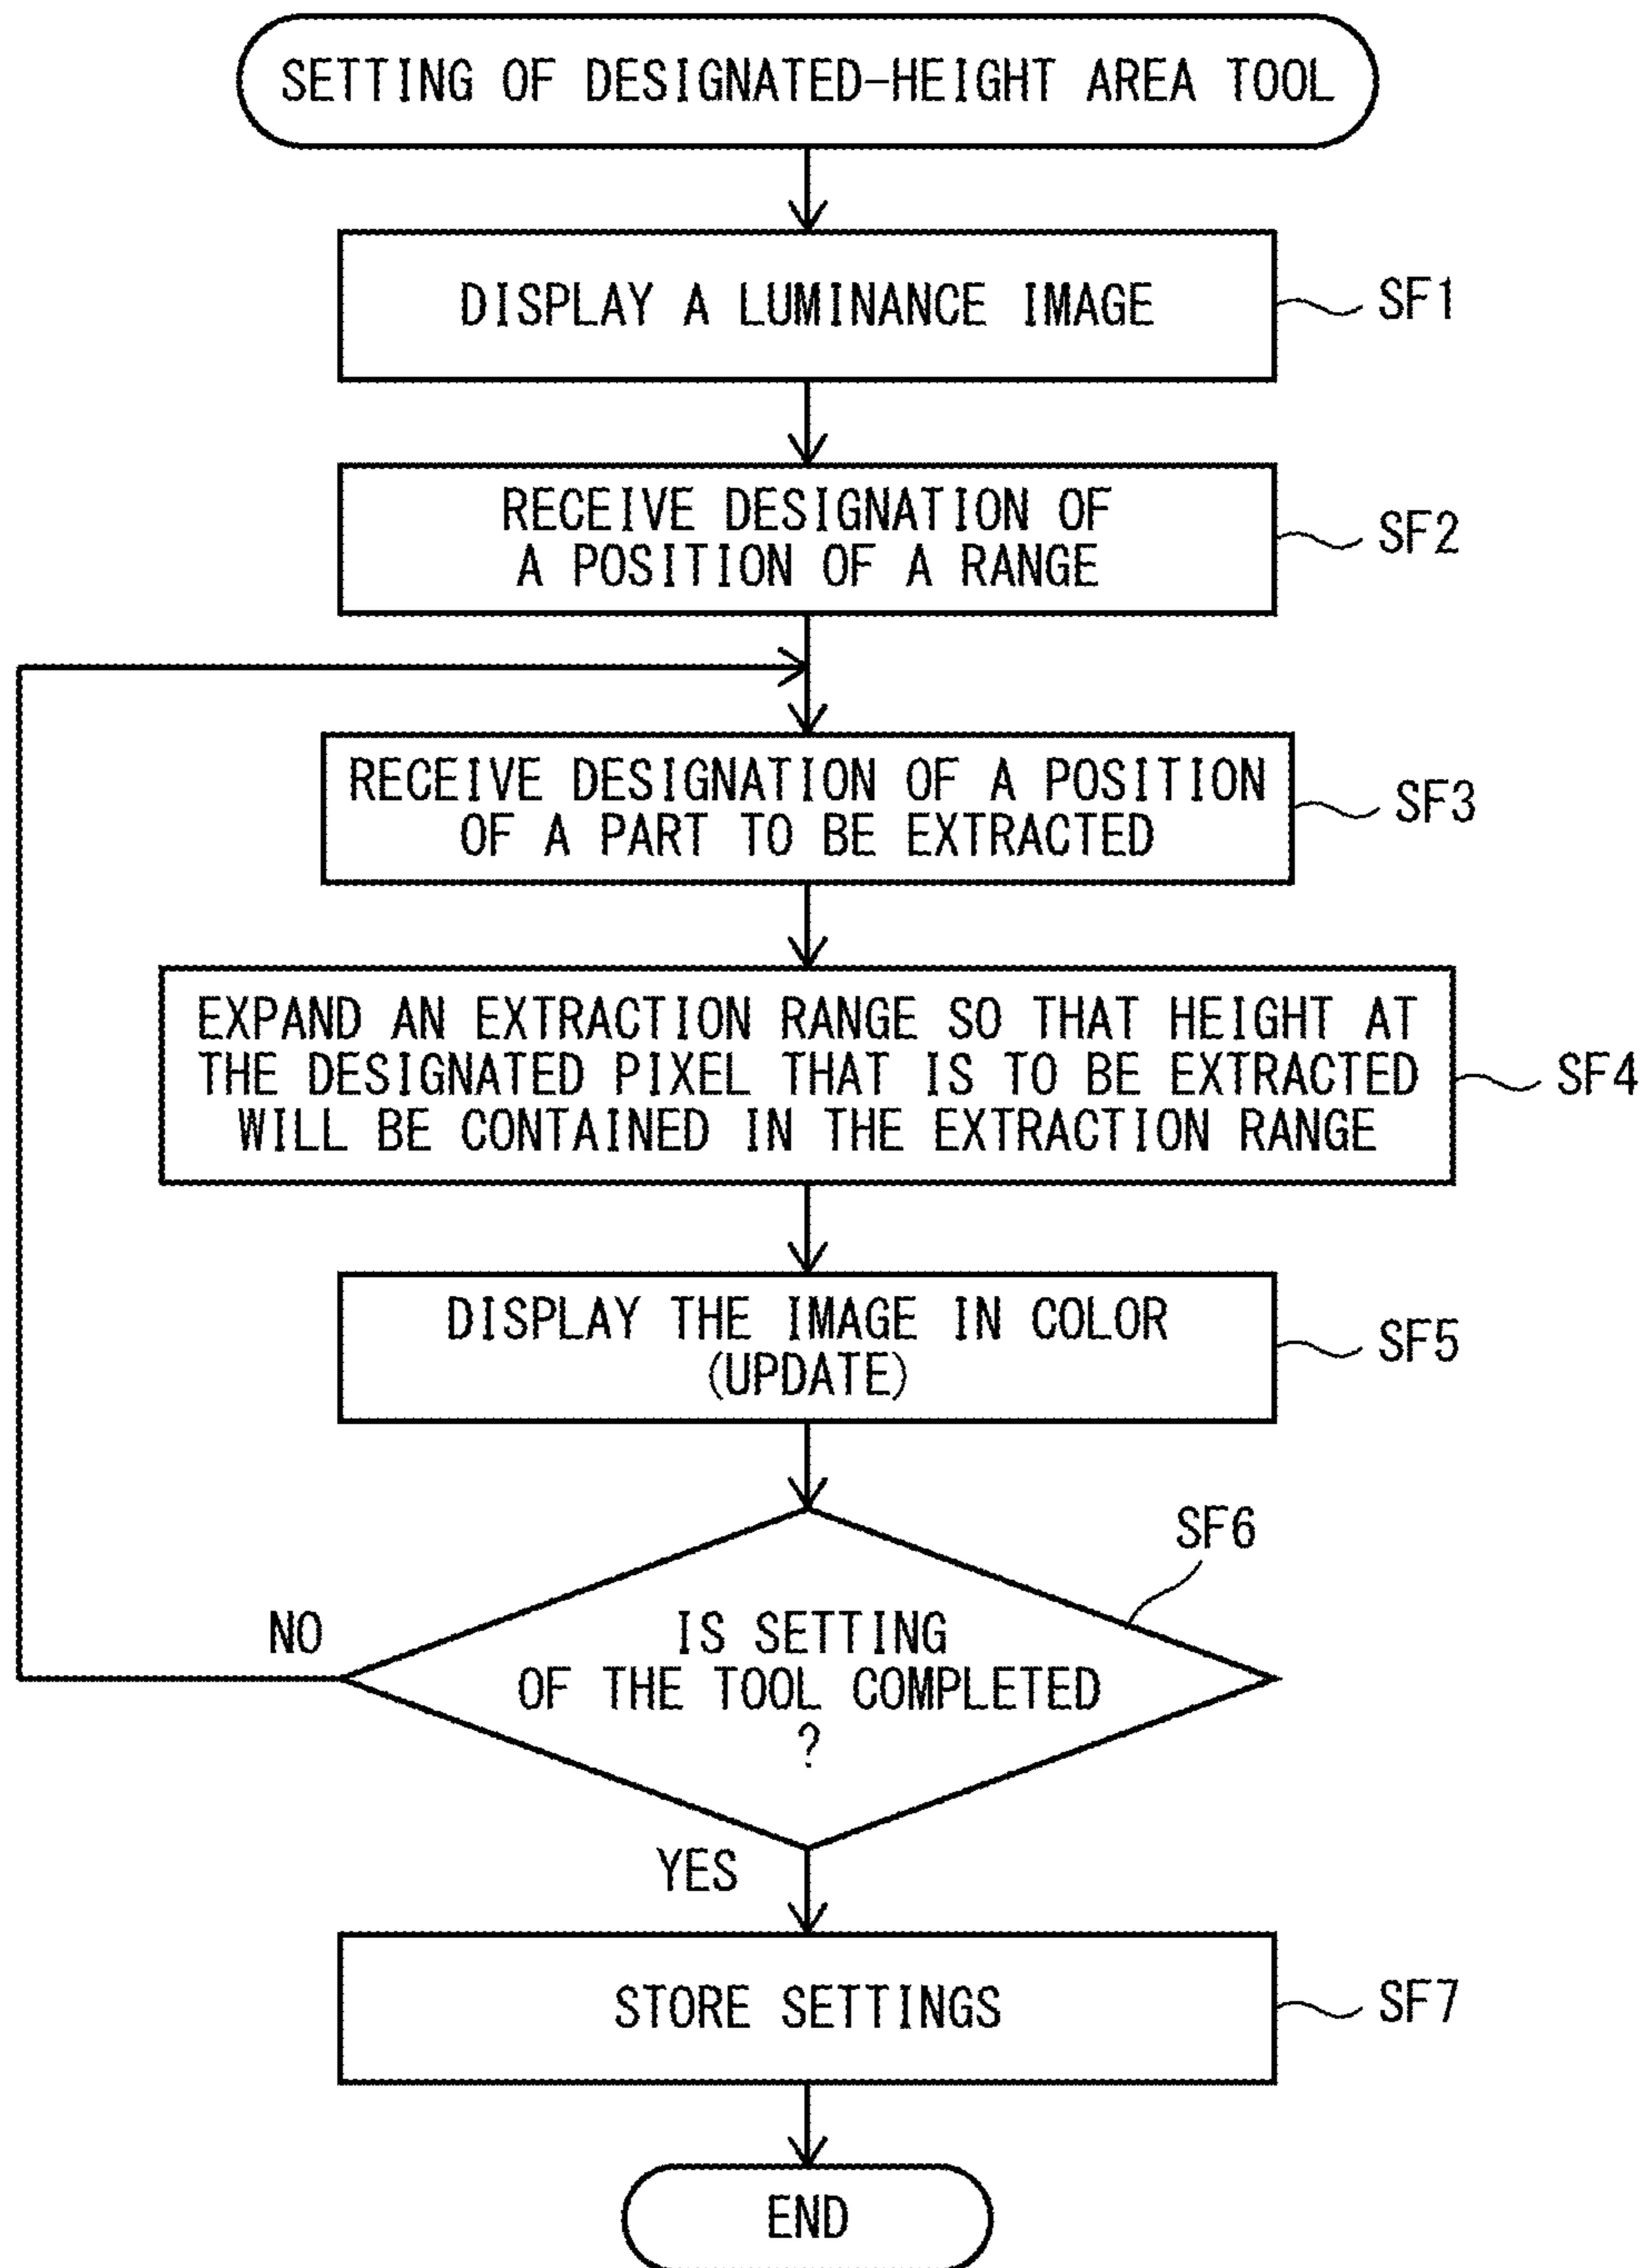 SETTING OF DESIGNATED-HEIGHT AREA TOOL
DISPLAY A LUMINANCE IMAGE
SF1
RECEIVE DESIGNATION OF
A POSITION OF A RANGE
SF2
RECEIVE DESIGNATION OF A POSITION
OF A PART TO BE EXTRACTED
SF3
EXPAND AN EXTRACTION RANGE SO THAT HEIGHT AT
THE DESIGNATED PIXEL THAT IS TO BE EXTRACTED
WILL BE CONTAINED IN THE EXTRACTION RANGE
SF4
DISPLAY THE IMAGE IN COLOR
(UPDATE)
SF5
SF6
NO
IS SETTING
OF THE TOOL COMPLETED
?
YES
STORE SETTINGS
SF7
END